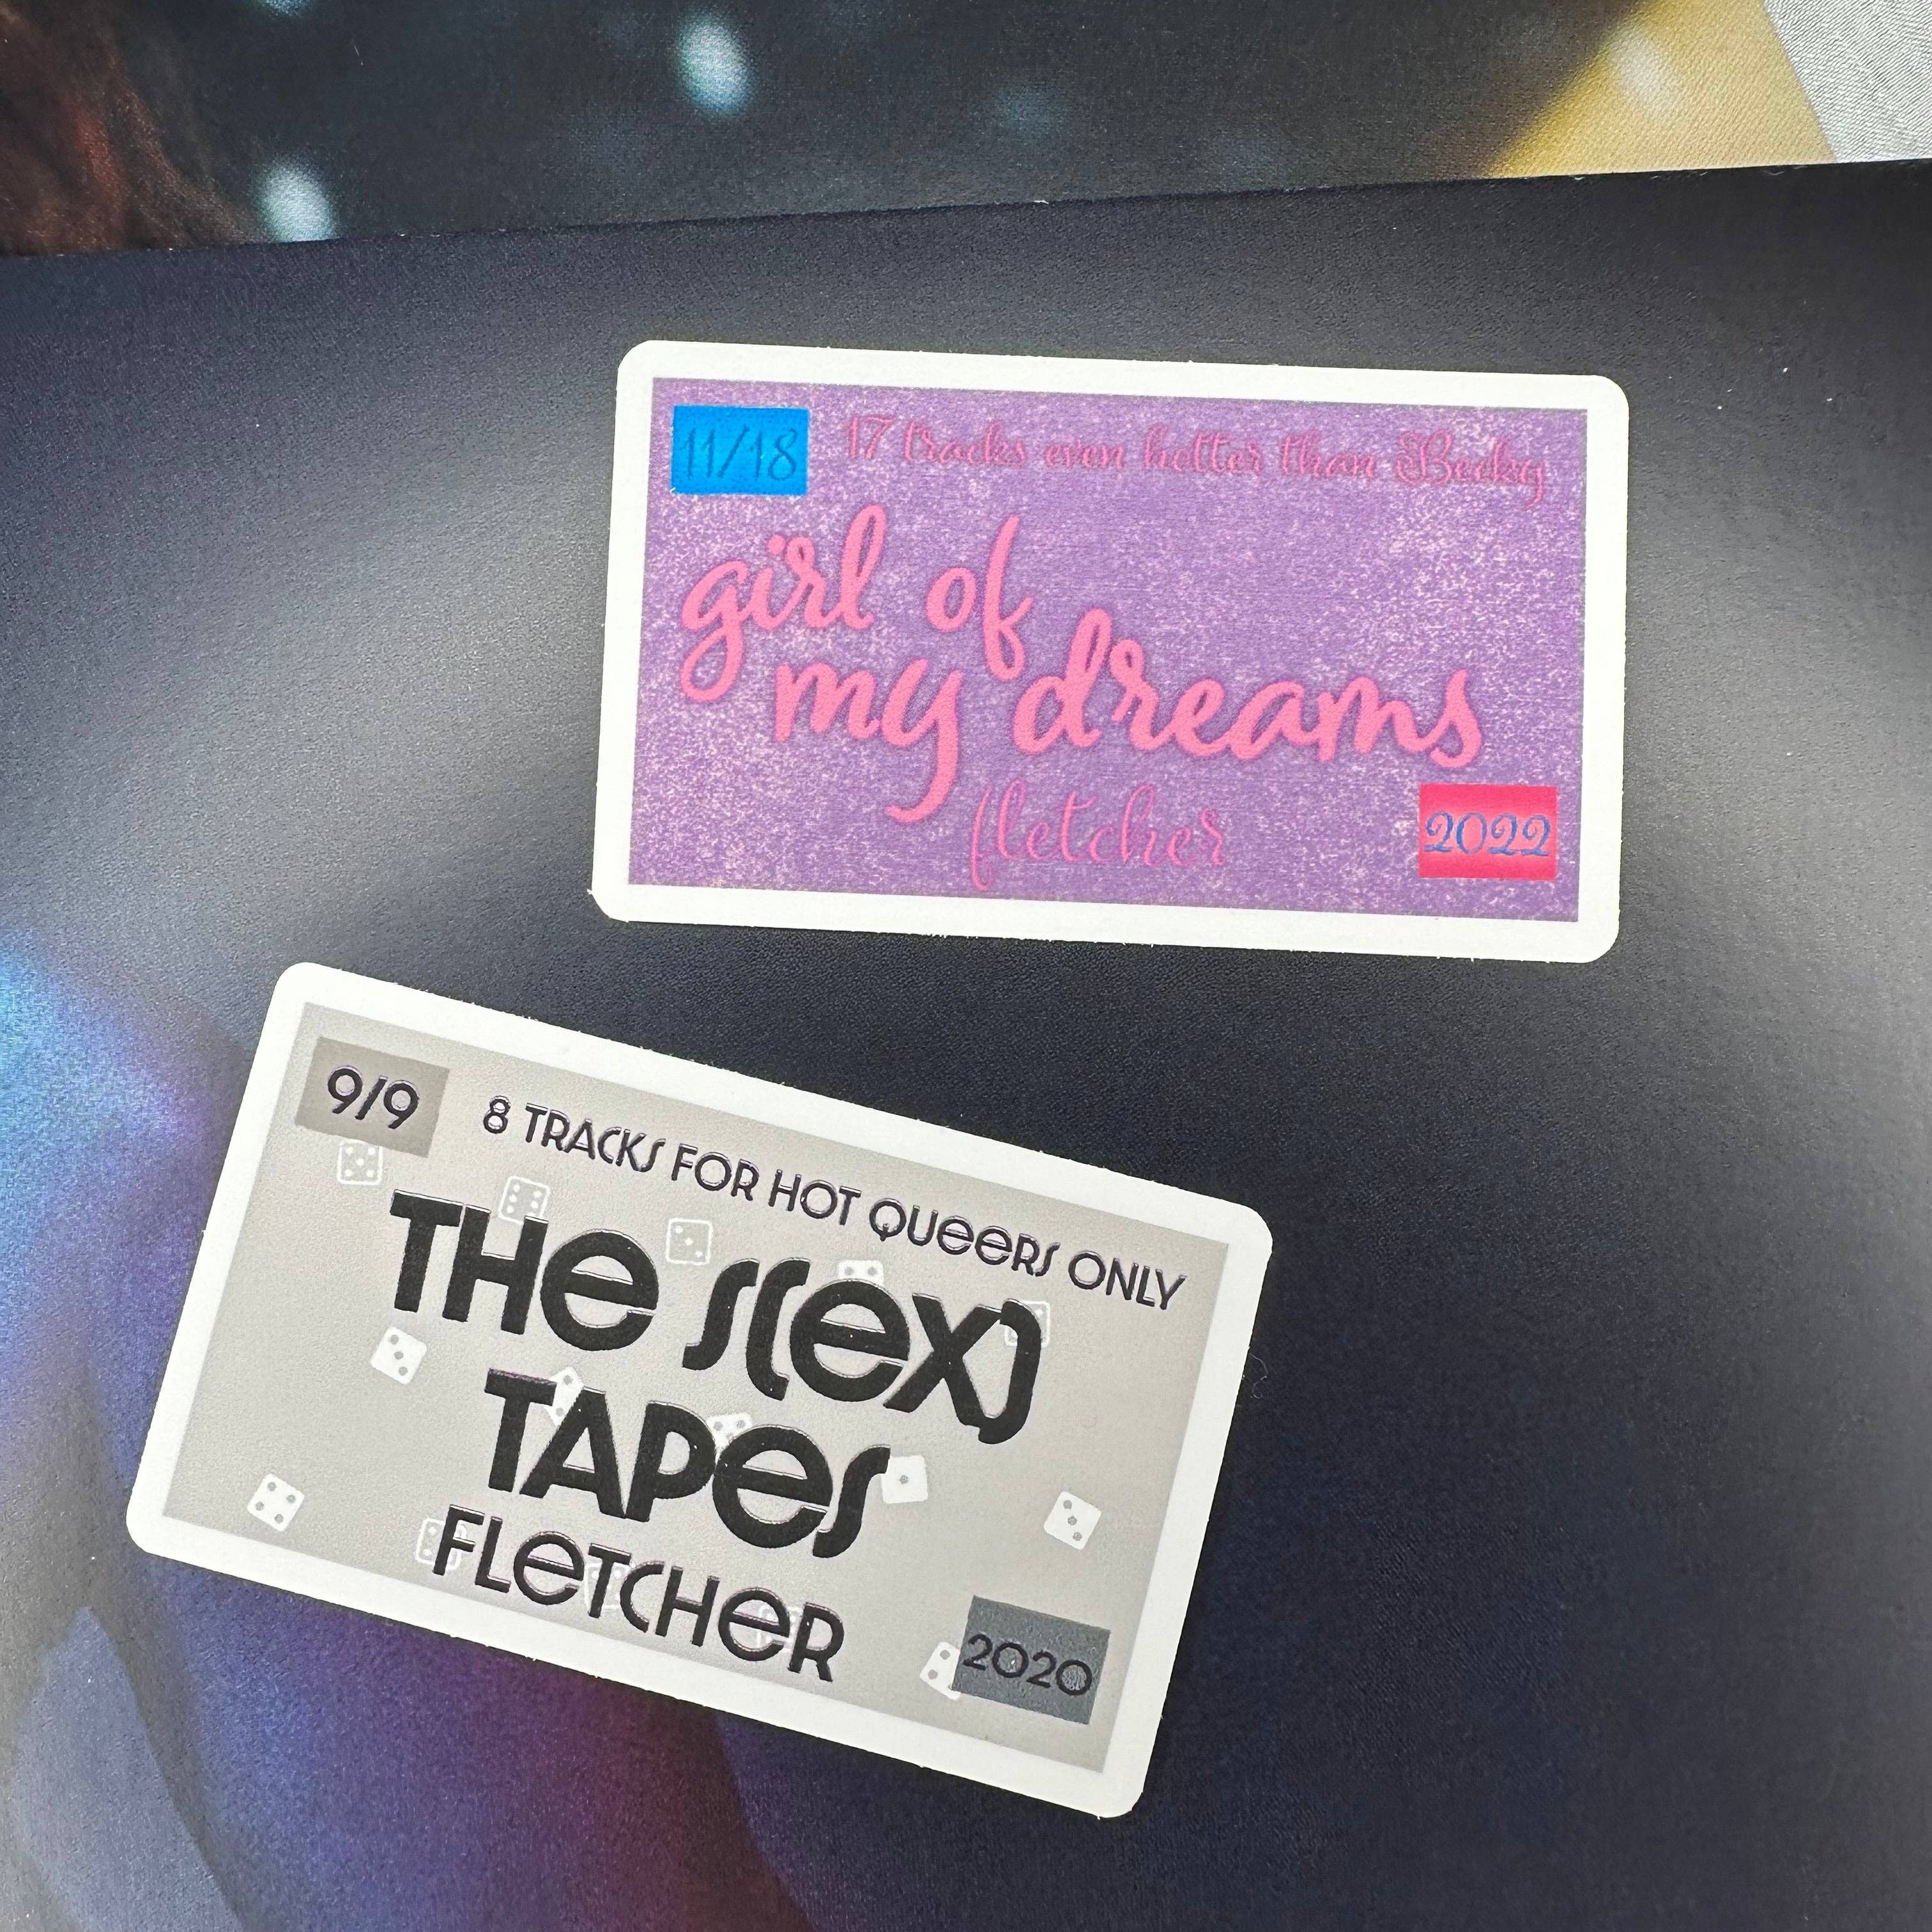 11/18
17 tracks even hotter than Becky
girl of
my dreams
fletcher
2022
9/9
8 TRACKS FOR HOT QUEERS ONLY
THE S(EX)
TAPES
FLETCHER
2020